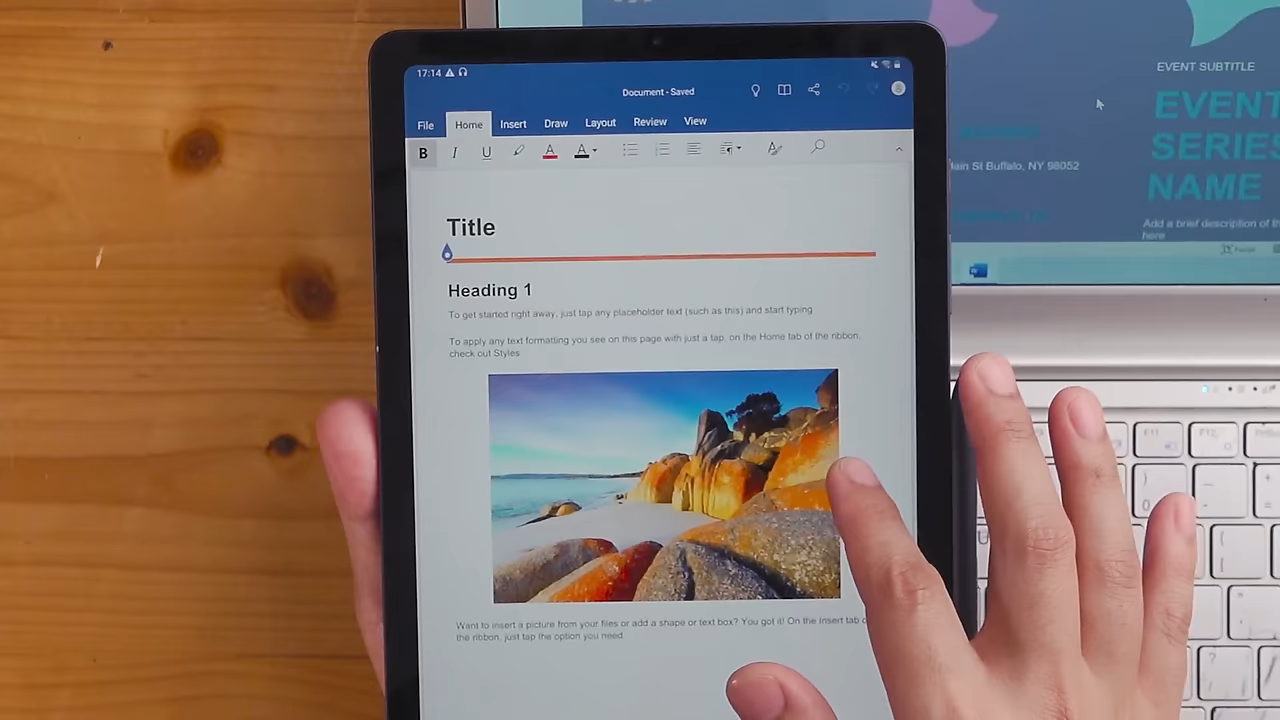 17:14
Document - Saved
File Home Insert Draw Layout Review View
B I U A A
Title
Heading 1
To get started right away, just tap any placeholder text (such as this) and start typing
To apply any text formatting you see on this page with just a tap, on the Home tab of the ribbon,
check out Styles
Want to insert a picture from your files or add a shape or text box? You got it! On the Insert tab
the ribbon, just tap the option you need
EVENT SUBTITLE
EVENT
SERIES
NAME
Main St Buffalo, NY 98052
Add a brief description of
here
F11 F12